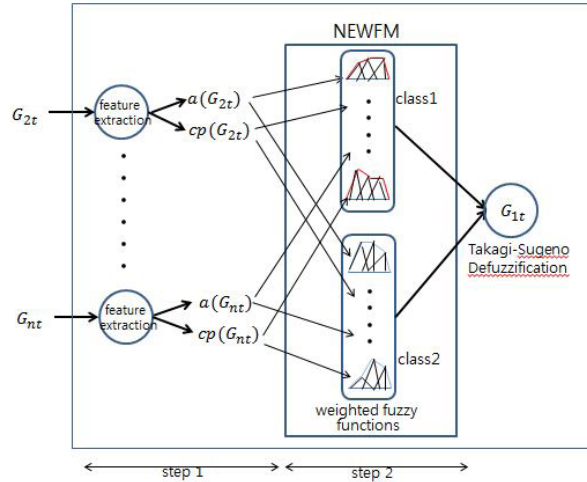 NEWFM
G2t
feature
extraction
a(G2t)
cp(G2t)
class1
G1t
Takagi-Sugeno
Defuzzification
Gnt
feature
extraction
a(Gnt)
cp(Gnt)
class2
weighted fuzzy
functions
step 1
step 2